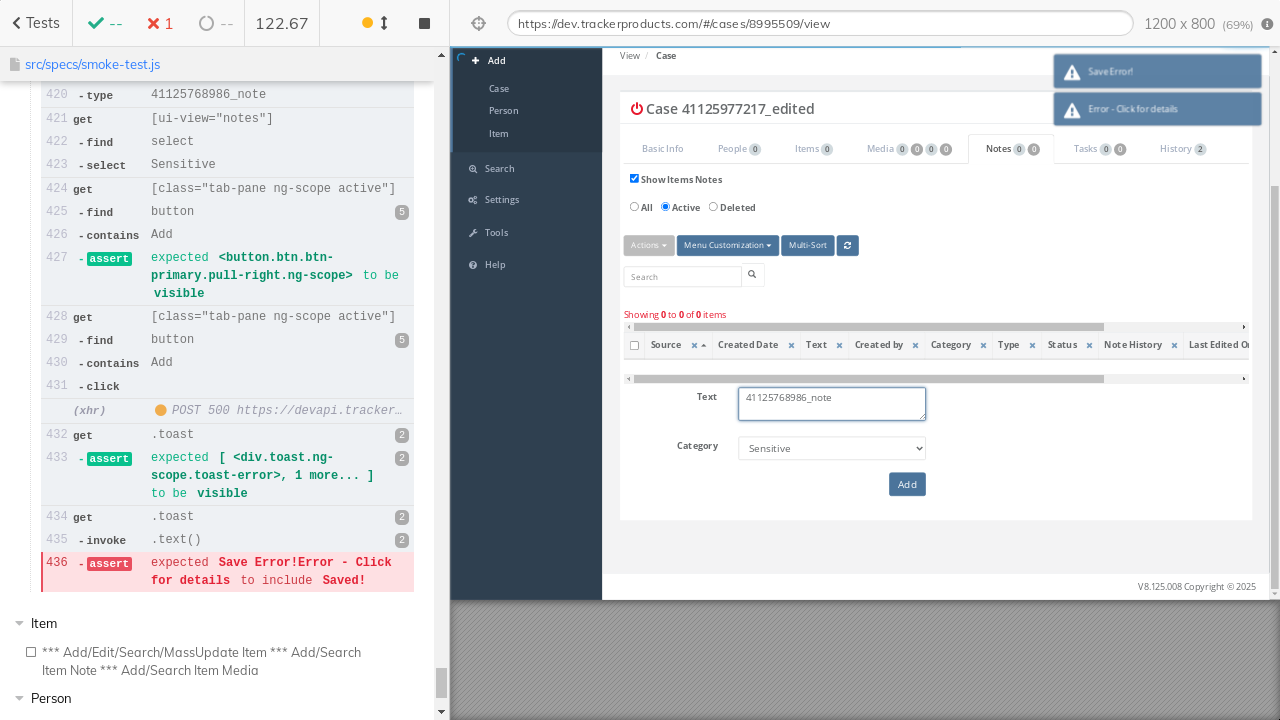 Tests
--
1
--
122.67
https://dev.trackerproducts.com/#/cases/8995509/view
1200 x 800 (69%)
src/specs/smoke-test.js
420 - type 41125768986_note
421 get [ui-view="notes"]
422 - find select
423 - select Sensitive
424 get [class="tab-pane ng-scope active"]
425 - find button 5
426 - contains Add
427 - assert expected <button.btn.btn-
primary.pull-right.ng-scope> to be
visible
428 get [class="tab-pane ng-scope active"]
429 - find button 5
430 - contains Add
431 - click
(xhr) POST 500 https://devapi.tracker…
432 get .toast 2
433 - assert expected [ <div.toast.ng- 2
scope.toast-error>, 1 more... ]
to be visible
434 get .toast 2
435 - invoke .text() 2
436 - assert expected Save Error!Error - Click
for details to include Saved!
Item
*** Add/Edit/Search/MassUpdate Item *** Add/Search
Item Note *** Add/Search Item Media
Person
Add
Case
Person
Item
Search
Settings
Tools
Help
View / Case
Save Error!
Error - Click for details
Case 41125977217_edited
Basic Info People 0 Items 0 Media 0 0 0 0 Notes 0 0 Tasks 0 0 History 2
Show Items Notes
All Active Deleted
Actions Menu Customization Multi-Sort
Search
Showing 0 to 0 of 0 items
Source Created Date Text Created by Category Type Status Note History Last Edited On
Text 41125768986_note
Category Sensitive
Add
V8.125.008 Copyright © 2025